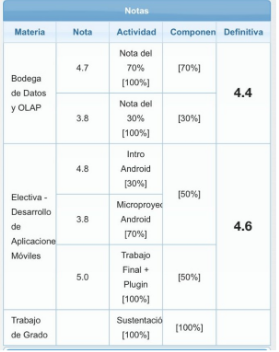 Notas
Materia Nota Actividad Componen Definitiva
Bodega
de Datos
y OLAP
4.7
Nota del
70%
[100%]
[70%]
3.8
Nota del
30%
[100%]
[30%]
4.4
Electiva -
Desarrollo
de
Aplicacione
Móviles
4.8
Intro
Android
[30%]
3.8
Microproyec
Android
[70%]
[50%]
5.0
Trabajo
Final +
Plugin
[100%]
[50%]
4.6
Trabajo
de Grado
Sustentació
[100%]
[100%]